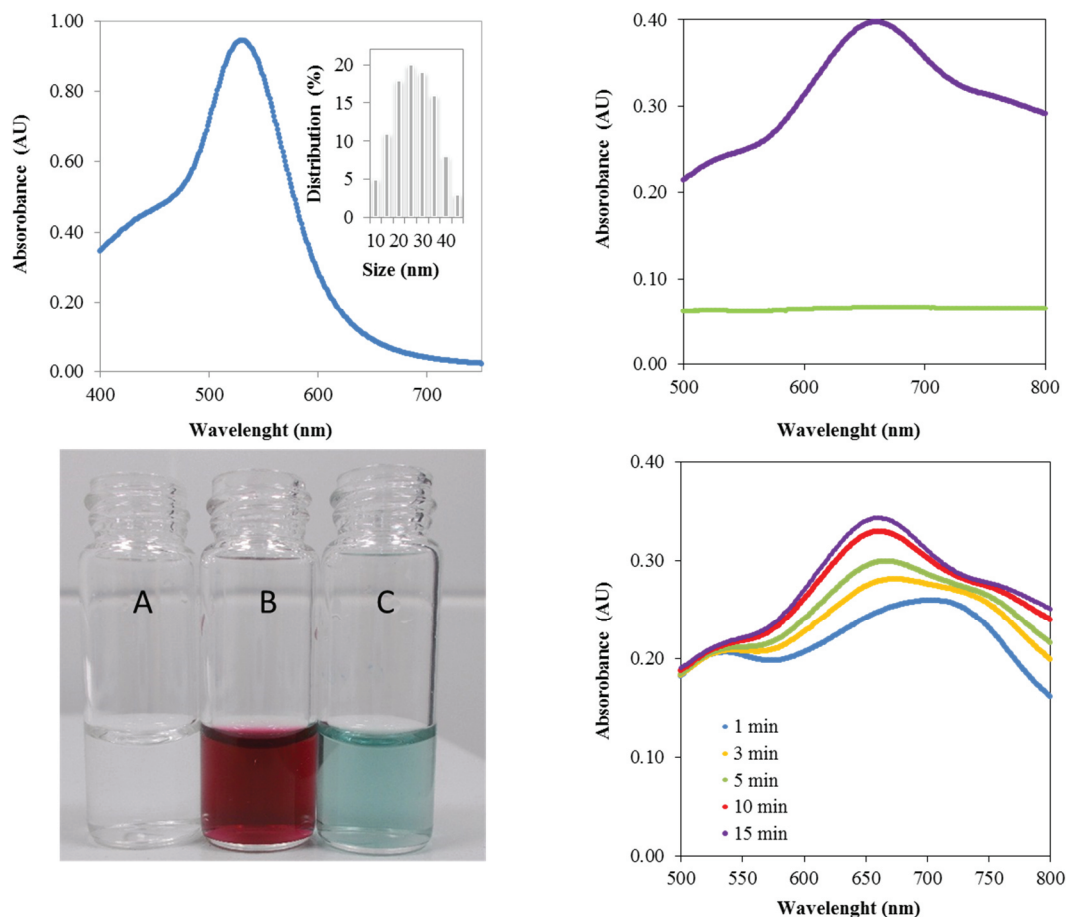 1.00
0.80
0.60
0.40
0.20
0.00
Absorobance (AU)
400 500 600 700
Wavelenght (nm)
20
15
10
5
0
Distribution (%)
10 20 30 40
Size (nm)
0.40
0.30
0.20
0.10
0.00
Absorobance (AU)
500 600 700 800
Wavelenght (nm)
A B C
0.40
0.30
0.20
0.10
0.00
Absorobance (AU)
1 min
3 min
5 min
10 min
15 min
500 550 600 650 700 750 800
Wavelenght (nm)